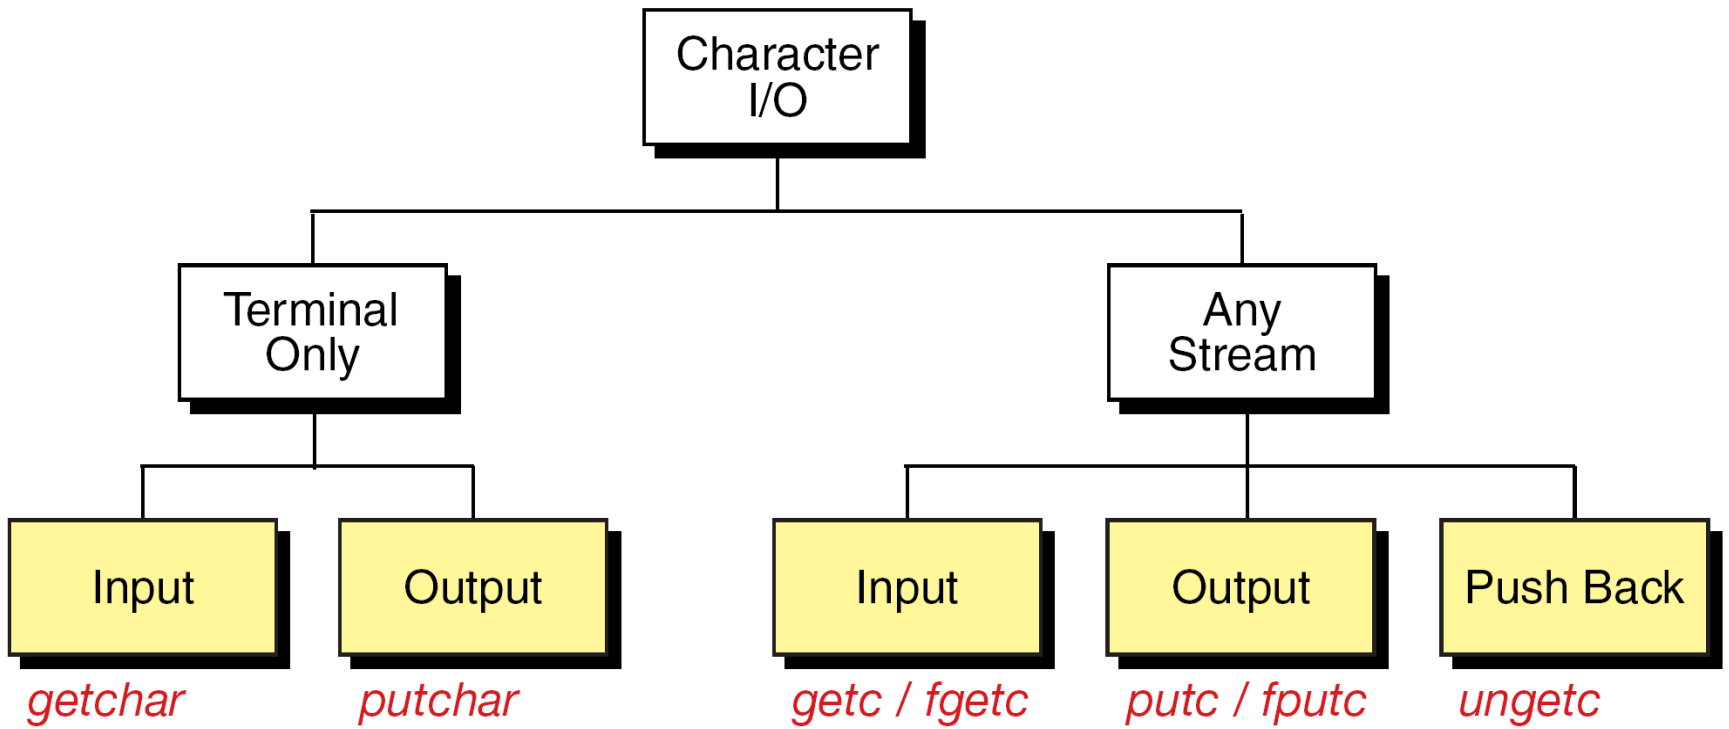 Character
I/O
Terminal
Only
Any
Stream
Input
Output
Input
Output
Push Back
getchar
putchar
getc / fgetc
putc / fputc
ungetc